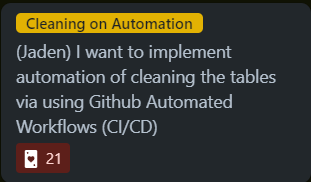 Cleaning on Automation
(Jaden) I want to implement
automation of cleaning the tables
via using Github Automated
Workflows (CI/CD)
21